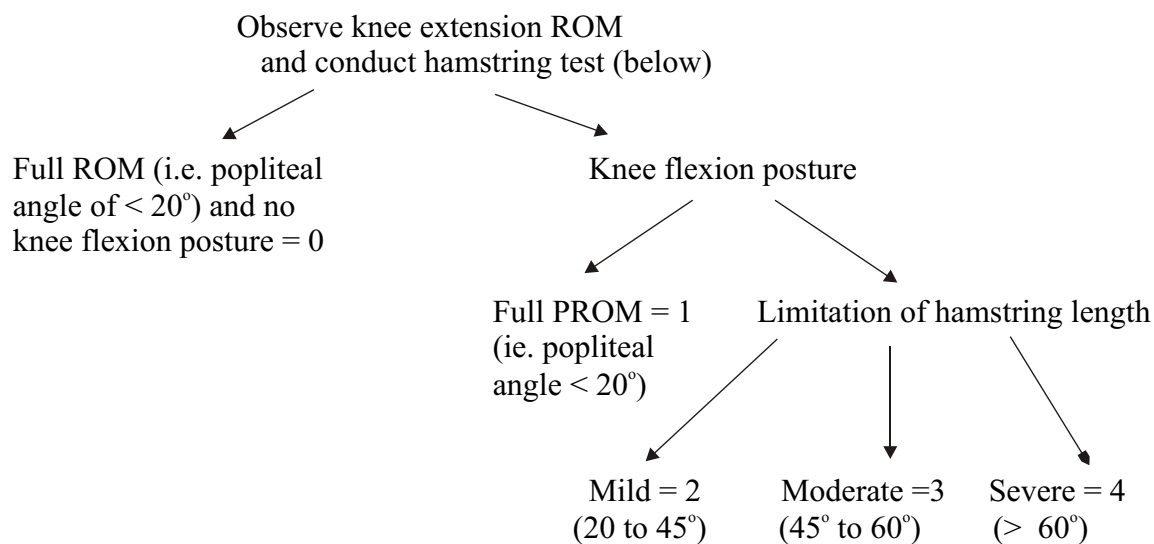 Observe knee extension ROM
and conduct hamstring test (below)
Full ROM (i.e. popliteal
angle of < 20°) and no
knee flexion posture = 0
Knee flexion posture
Full PROM = 1
(ie. popliteal
angle < 20°)
Limitation of hamstring length
Mild = 2
(20 to 45°)
Moderate =3
(45° to 60°)
Severe = 4
(> 60°)